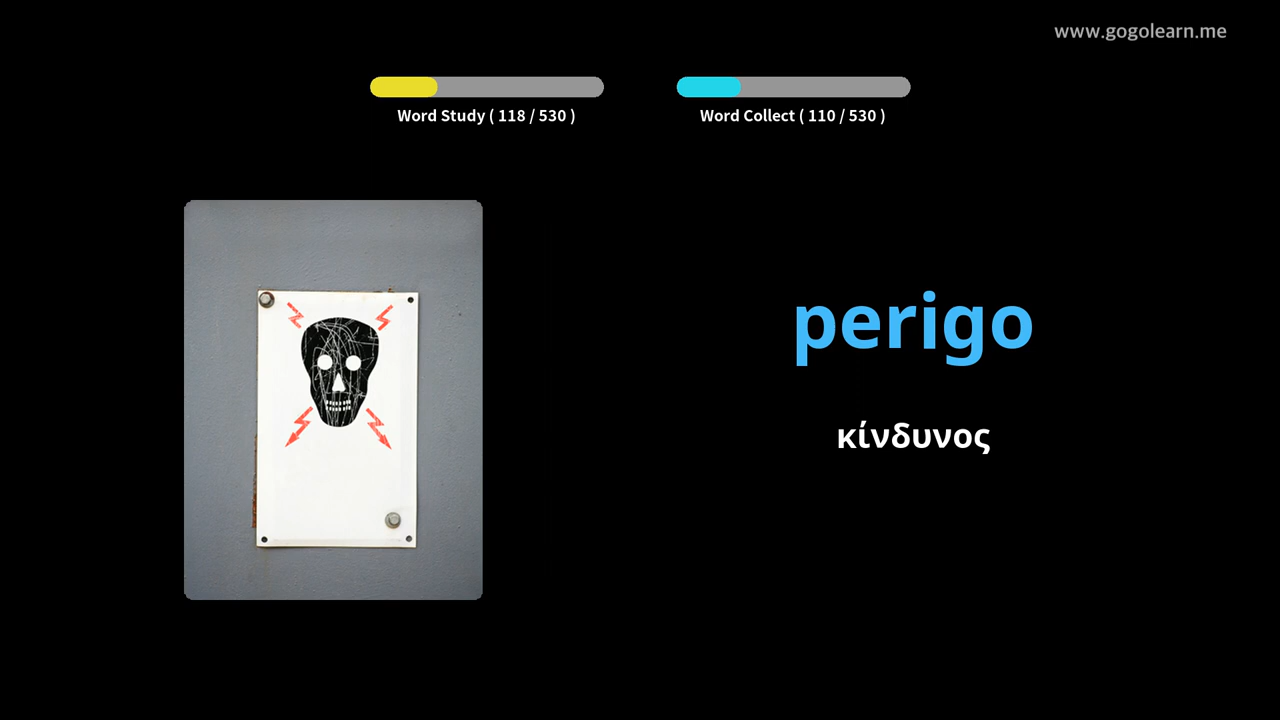 www.gogolearn.me
Word Study ( 118 / 530 )
Word Collect ( 110 / 530 )
perigo
κίνδυνος